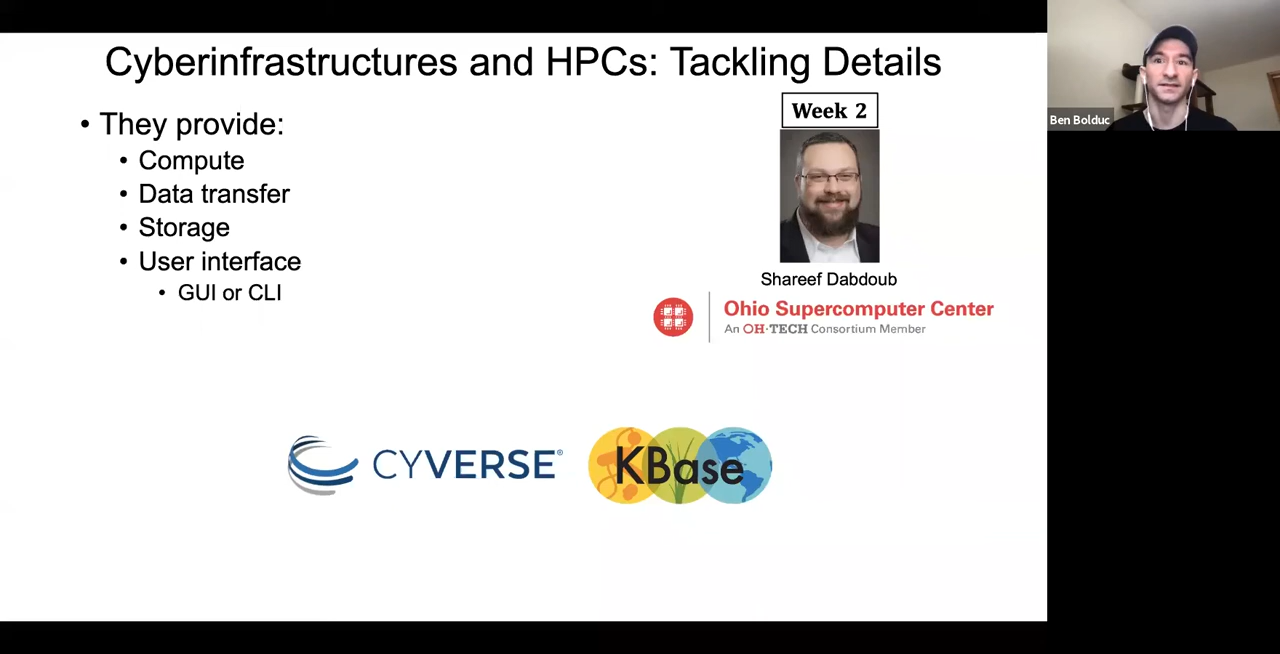 Cyberinfrastructures and HPCs: Tackling Details
• They provide:
• Compute
• Data transfer
• Storage
• User interface
• GUI or CLI
Week 2
Shareef Dabdoub
Ohio Supercomputer Center
An OH·TECH Consortium Member
CYVERSE®
KBase
Ben Bolduc